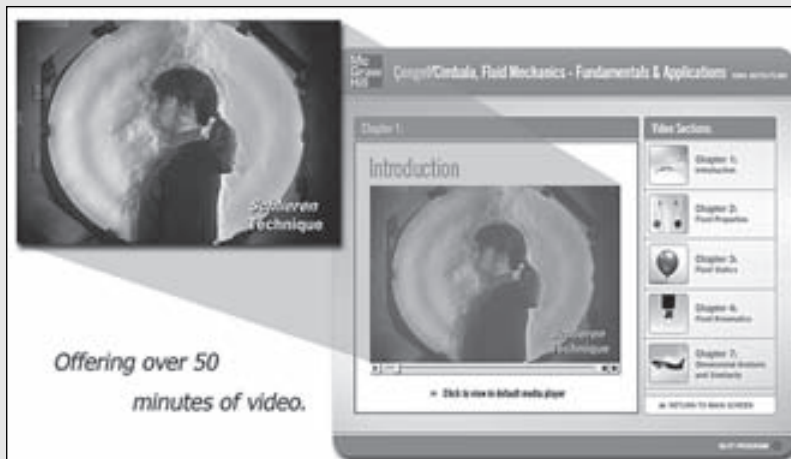 Schlieren
Technique
Offering over 50
minutes of video.
Mc
Graw
Hill
Çengel/Cimbala, Fluid Mechanics - Fundamentals & Applications
Chapter 1:
Introduction
Schlieren
Technique
Click to view in default media player
Video Sections
Chapter 1:
Introduction
Chapter 2:
Fluid Properties
Chapter 3:
Fluid Statics
Chapter 4:
Fluid Kinematics
Chapter 7:
Dimensional Analysis
and Similarity
RETURN TO MAIN SCREEN